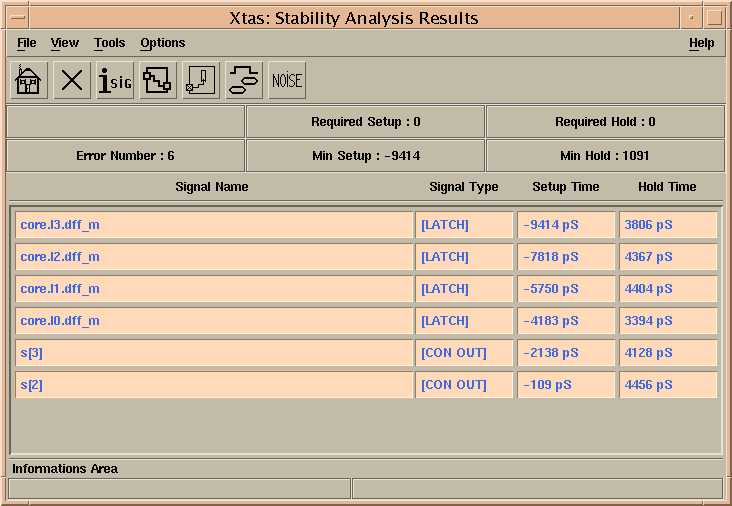 Xtas: Stability Analysis Results
File View Tools Options Help
iSIG NOISE
Required Setup : 0 Required Hold : 0
Error Number : 6 Min Setup : -9414 Min Hold : 1091
Signal Name Signal Type Setup Time Hold Time
core.l3.dff_m [LATCH] -9414 pS 3806 pS
core.l2.dff_m [LATCH] -7818 pS 4367 pS
core.l1.dff_m [LATCH] -5750 pS 4404 pS
core.l0.dff_m [LATCH] -4183 pS 3394 pS
s[3] [CON OUT] -2138 pS 4128 pS
s[2] [CON OUT] -109 pS 4456 pS
Informations Area